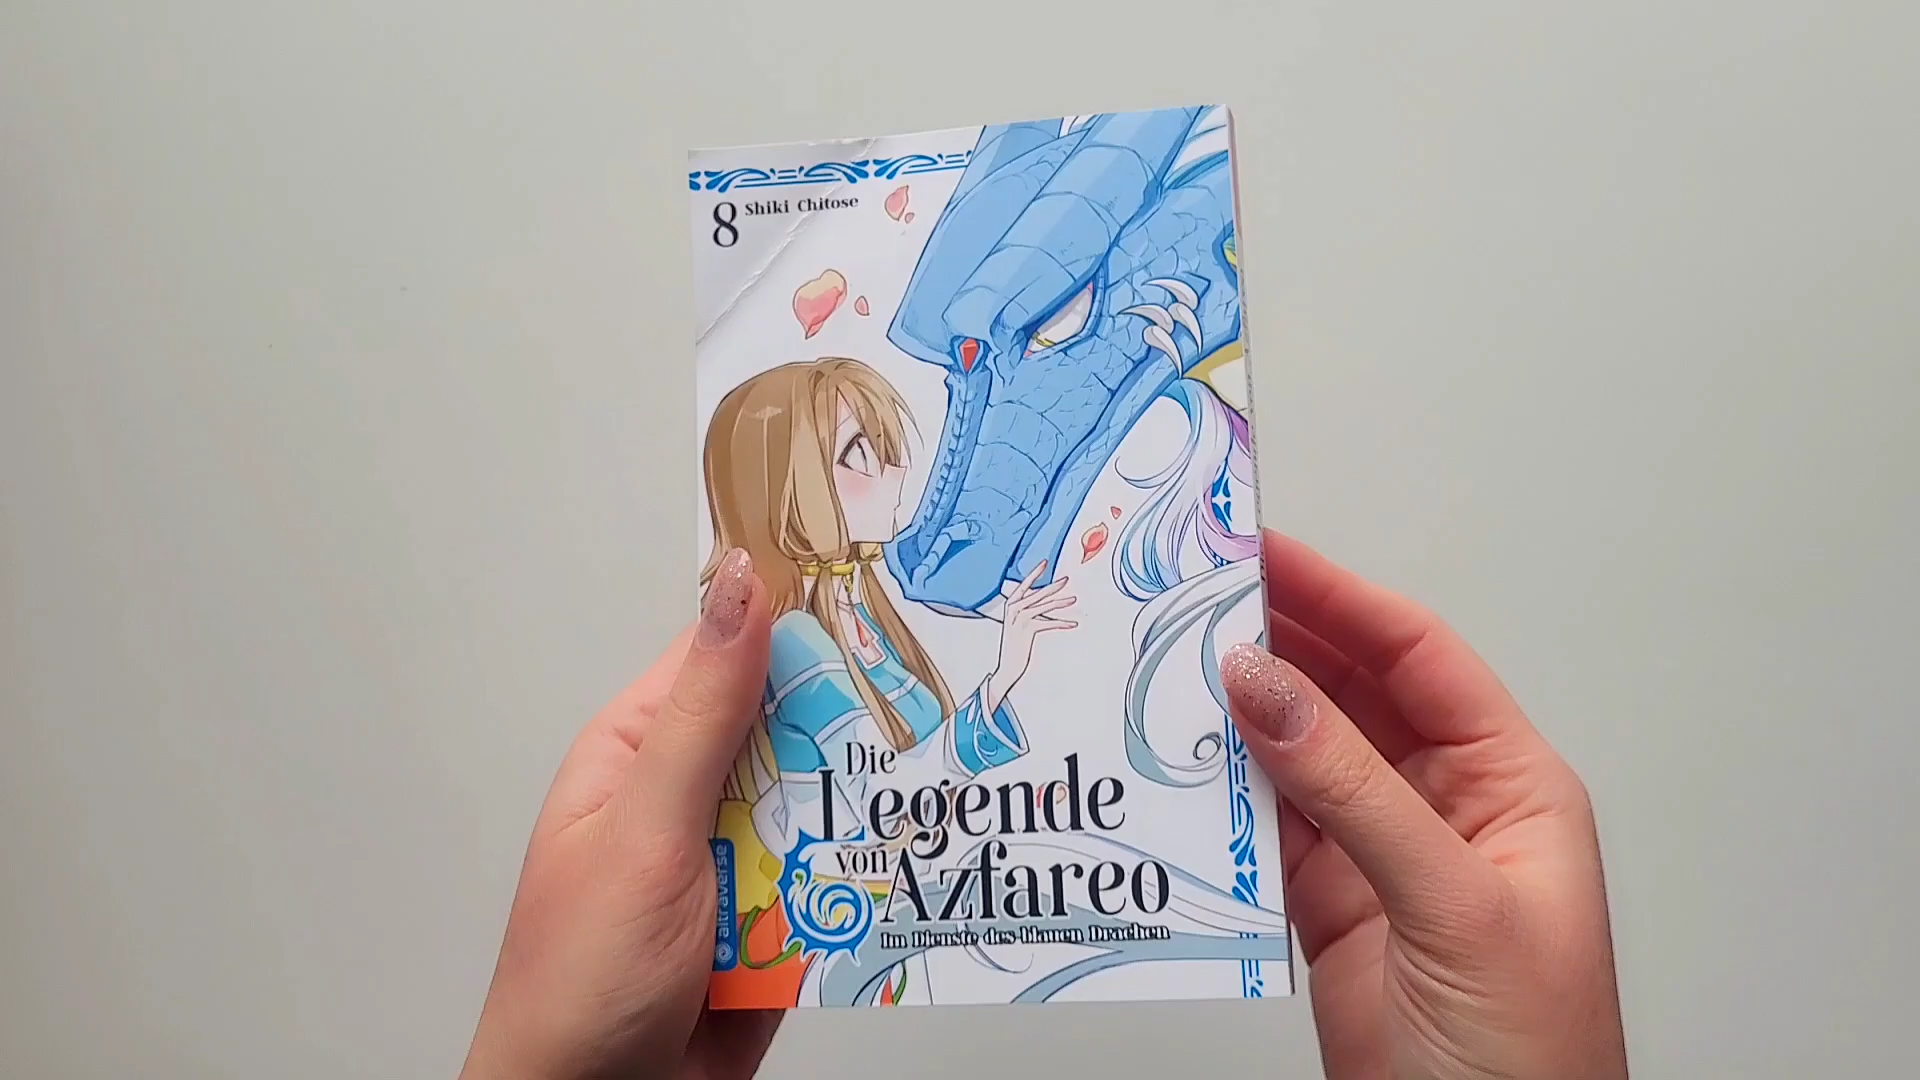 8 Shiki Chitose
Die
Legende
von Azfareo
Im Dienste des blauen Drachen
altraverse